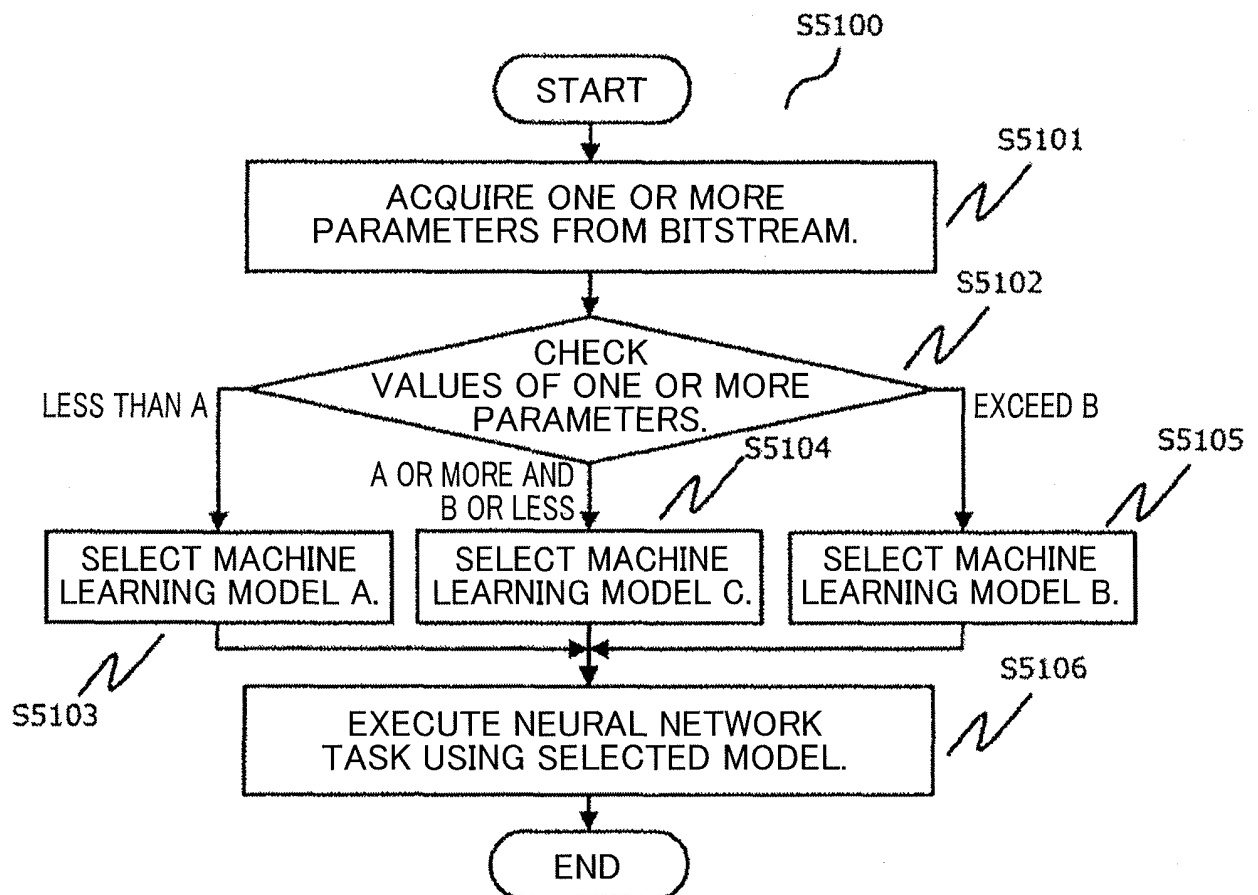 S5100
START
S5101
ACQUIRE ONE OR MORE
PARAMETERS FROM BITSTREAM.
S5102
CHECK
VALUES OF ONE OR MORE
PARAMETERS.
LESS THAN A
EXCEED B
A OR MORE AND
B OR LESS
S5104
S5105
SELECT MACHINE
LEARNING MODEL A.
SELECT MACHINE
LEARNING MODEL C.
SELECT MACHINE
LEARNING MODEL B.
S5103
S5106
EXECUTE NEURAL NETWORK
TASK USING SELECTED MODEL.
END